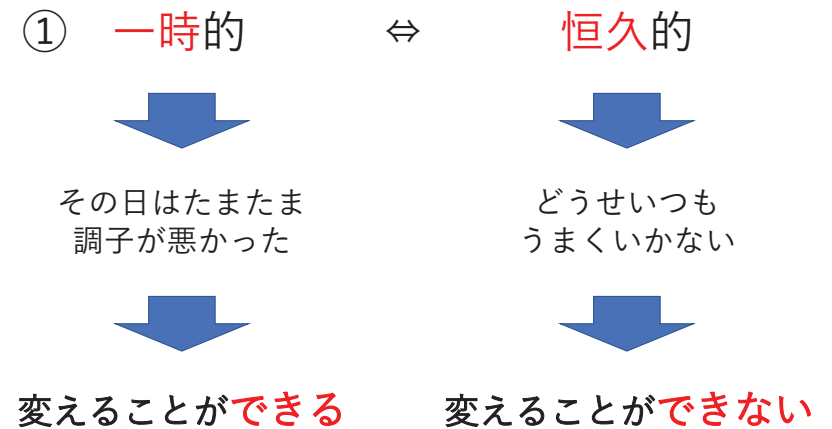 ① 一時的 ⇔ 恒久的
その日はたまたま
調子が悪かった
どうせいつも
うまくいかない
変えることができる
変えることができない